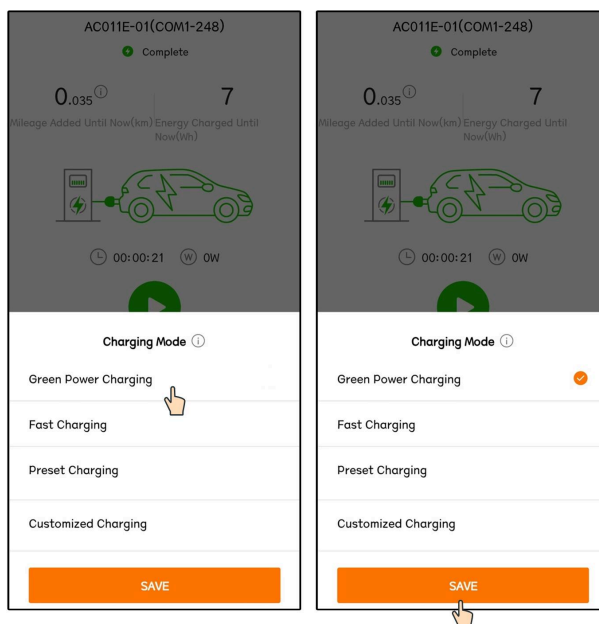 AC011E-01(COM1-248)
Complete
0.035
7
Mileage Added Until Now(km)
Energy Charged Until
Now(Wh)
00:00:21
W 0W
Charging Mode
Green Power Charging
Fast Charging
Preset Charging
Customized Charging
SAVE
AC011E-01(COM1-248)
Complete
0.035
7
Mileage Added Until Now(km)
Energy Charged Until
Now(Wh)
00:00:21
W 0W
Charging Mode
Green Power Charging
Fast Charging
Preset Charging
Customized Charging
SAVE